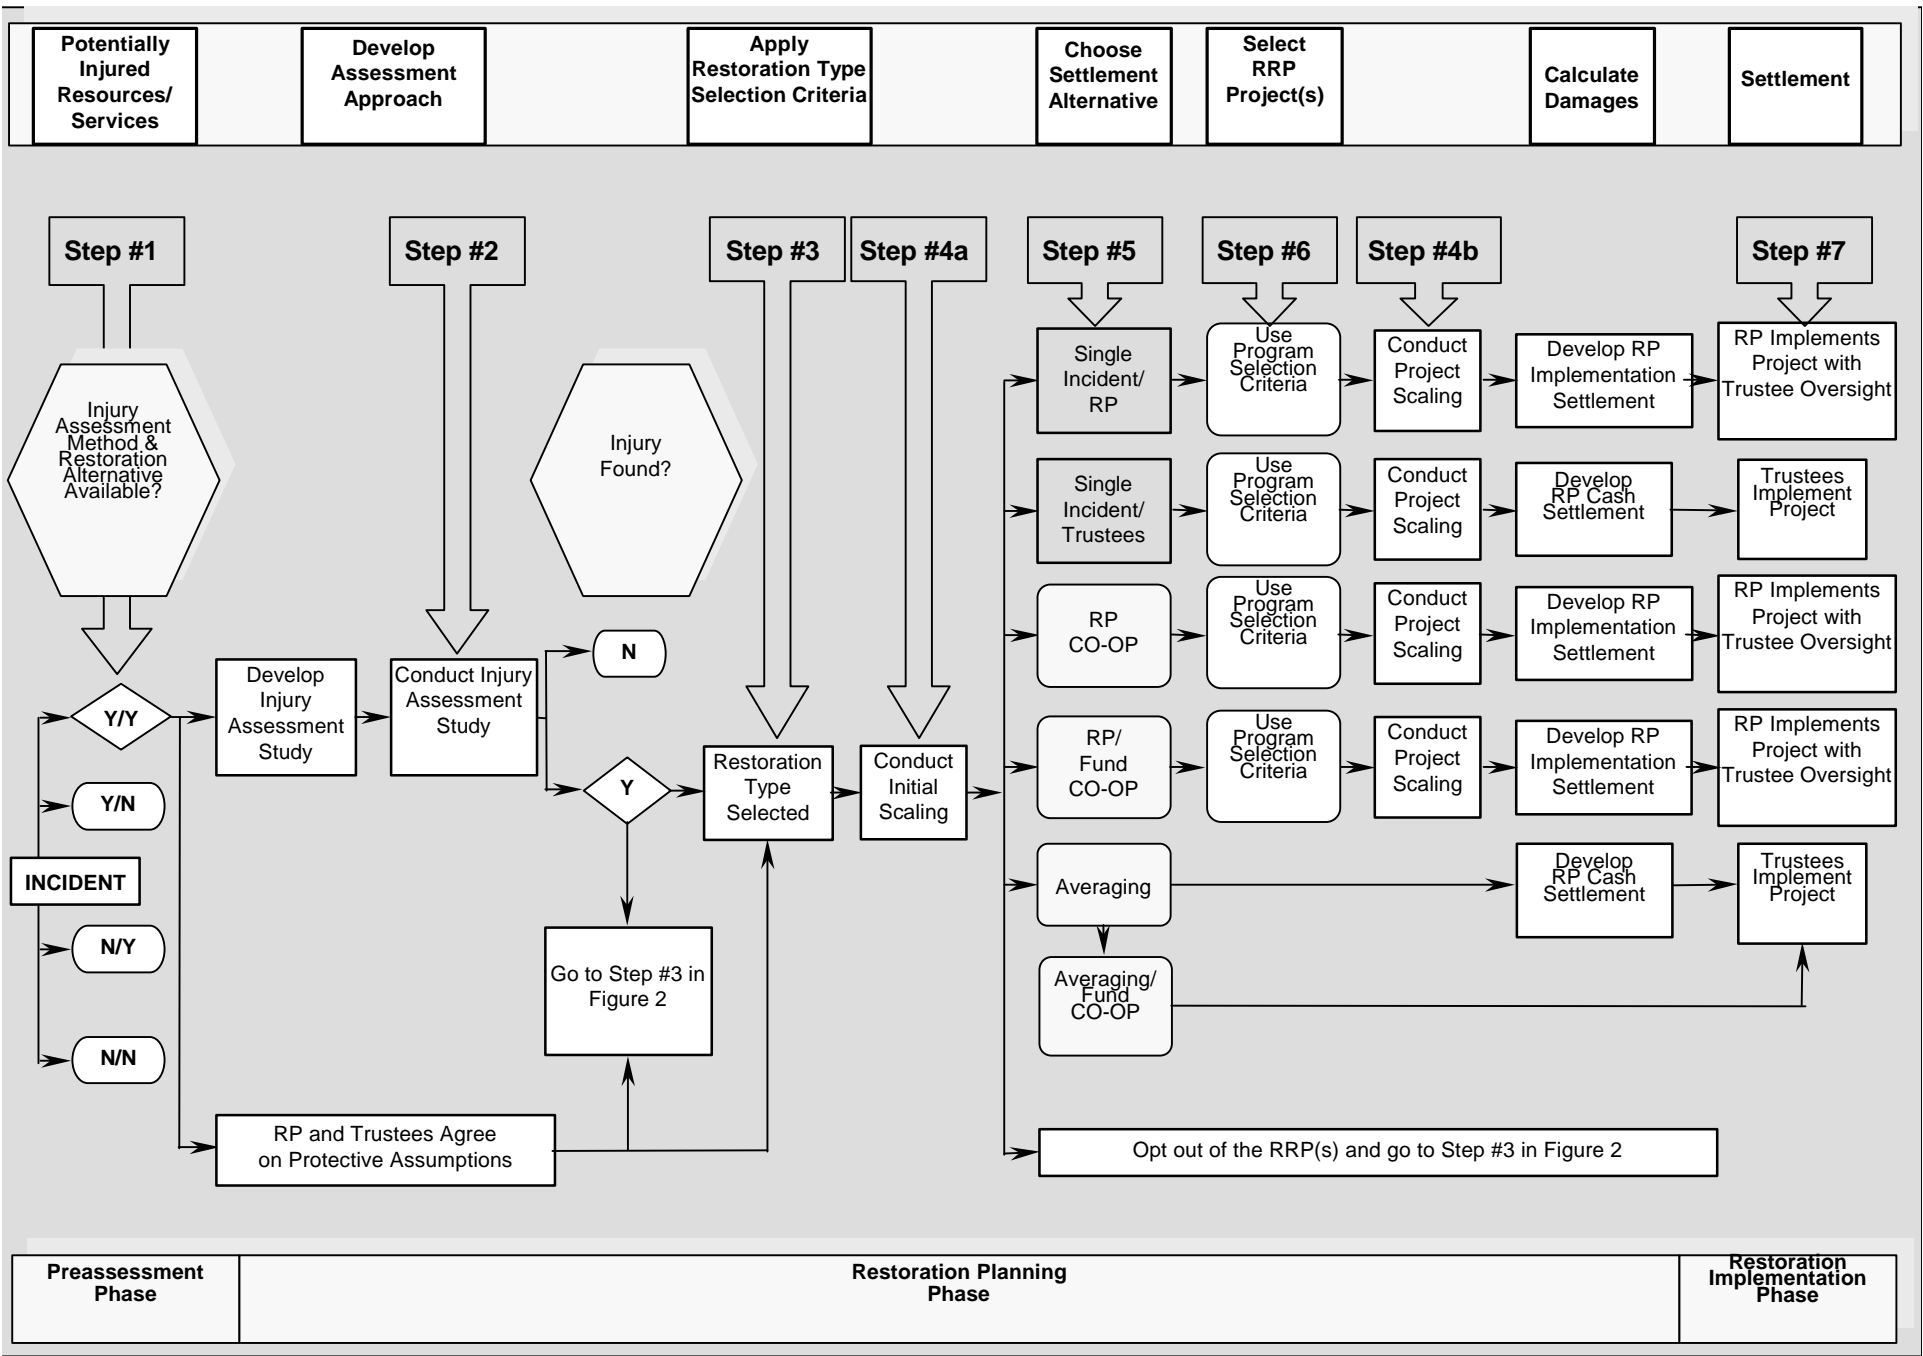 Potentially
Injured
Resources/
Services
Develop
Assessment
Approach
Apply
Restoration Type
Selection Criteria
Choose
Settlement
Alternative
Select
RRP
Project(s)
Calculate
Damages
Settlement
Step #1
Step #2
Step #3
Step #4a
Step #5
Step #6
Step #4b
Step #7
Injury
Assessment
Method &
Restoration
Alternative
Available?
Injury
Found?
Single
Incident/
RP
Use
Program
Selection
Criteria
Conduct
Project
Scaling
Develop RP
Implementation
Settlement
RP Implements
Project with
Trustee Oversight
Single
Incident/
Trustees
Use
Program
Selection
Criteria
Conduct
Project
Scaling
Develop
RP Cash
Settlement
Trustees
Implement
Project
RP
CO-OP
Use
Program
Selection
Criteria
Conduct
Project
Scaling
Develop RP
Implementation
Settlement
RP Implements
Project with
Trustee Oversight
N
Y/Y
Develop
Injury
Assessment
Study
Conduct Injury
Assessment
Study
Y
Restoration
Type
Selected
Conduct
Initial
Scaling
RP/
Fund
CO-OP
Use
Program
Selection
Criteria
Conduct
Project
Scaling
Develop RP
Implementation
Settlement
RP Implements
Project with
Trustee Oversight
Y/N
INCIDENT
N/Y
N/N
Averaging
Develop
RP Cash
Settlement
Trustees
Implement
Project
Go to Step #3 in
Figure 2
Averaging/
Fund
CO-OP
RP and Trustees Agree
on Protective Assumptions
Opt out of the RRP(s) and go to Step #3 in Figure 2
Preassessment
Phase
Restoration Planning
Phase
Restoration
Implementation
Phase